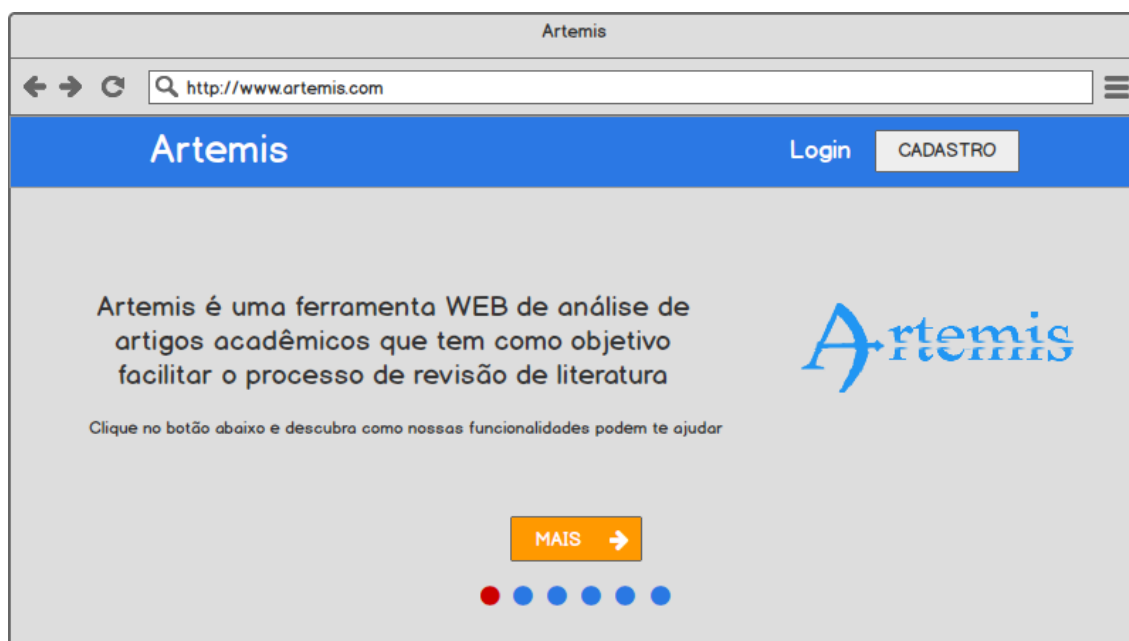 Artemis
http://www.artemis.com
Artemis
Login
CADASTRO
Artemis é uma ferramenta WEB de análise de
artigos acadêmicos que tem como objetivo
facilitar o processo de revisão de literatura
Artemis
Clique no botão abaixo e descubra como nossas funcionalidades podem te ajudar
MAIS